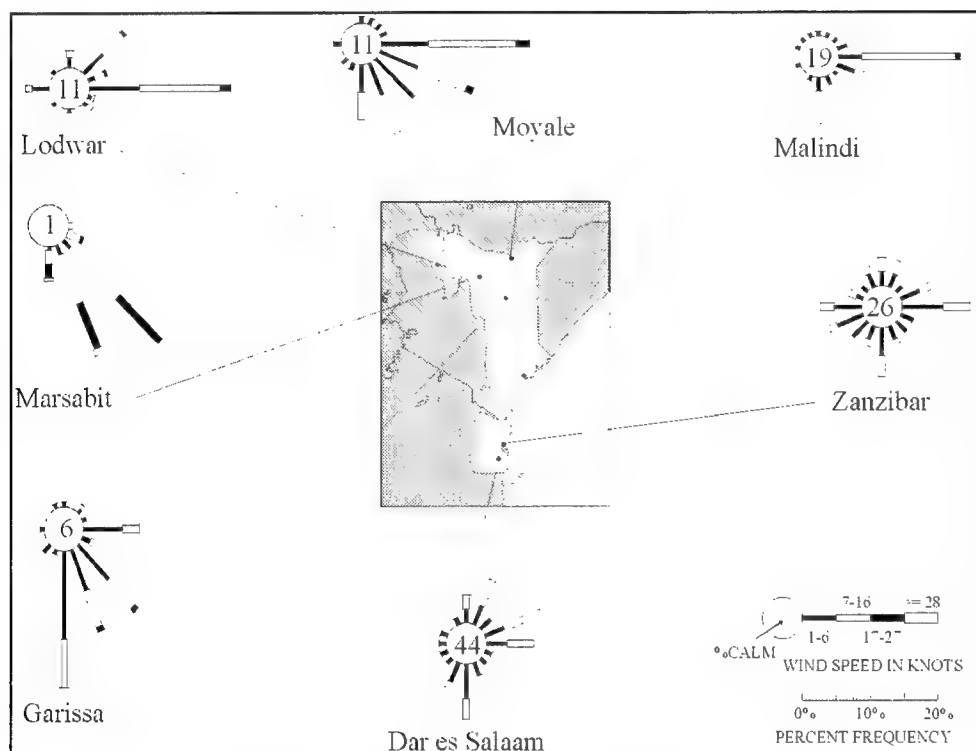 11
Lodwar
11
Moyale
19
Malindi
1
Marsabit
26
Zanzibar
6
Garissa
44
Dar es Salaam
%CALM
7-16
>= 28
1-6
17-27
WIND SPEED IN KNOTS
0%
10%
20%
PERCENT FREQUENCY